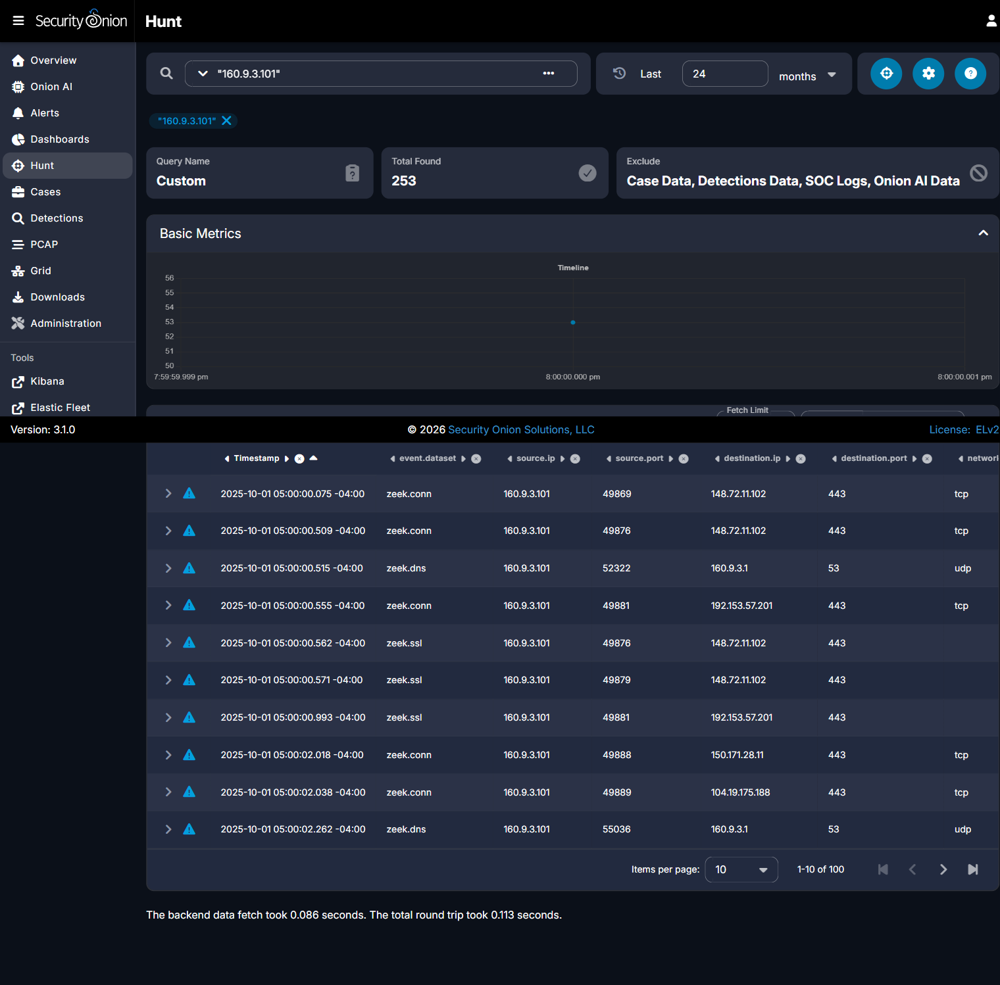 Security Onion
Hunt
Overview
Onion AI
Alerts
Dashboards
Hunt
Cases
Detections
PCAP
Grid
Downloads
Administration
Tools
Kibana
Elastic Fleet
"160.9.3.101"
Last 24 months
"160.9.3.101"
Query Name
Custom
Total Found
253
Exclude
Case Data, Detections Data, SOC Logs, Onion AI Data
Basic Metrics
Timeline
56
55
54
53
52
51
50
7:59:59.999 pm 8:00:00.000 pm 8:00:00.001 pm
Fetch Limit
Version: 3.1.0 © 2026 Security Onion Solutions, LLC License: ELv2
Timestamp event.dataset source.ip source.port destination.ip destination.port networ
2025-10-01 05:00:00.075 -04:00 zeek.conn 160.9.3.101 49869 148.72.11.102 443 tcp
2025-10-01 05:00:00.509 -04:00 zeek.conn 160.9.3.101 49876 148.72.11.102 443 tcp
2025-10-01 05:00:00.515 -04:00 zeek.dns 160.9.3.101 52322 160.9.3.1 53 udp
2025-10-01 05:00:00.555 -04:00 zeek.conn 160.9.3.101 49881 192.153.57.201 443 tcp
2025-10-01 05:00:00.562 -04:00 zeek.ssl 160.9.3.101 49876 148.72.11.102 443
2025-10-01 05:00:00.571 -04:00 zeek.ssl 160.9.3.101 49879 148.72.11.102 443
2025-10-01 05:00:00.993 -04:00 zeek.ssl 160.9.3.101 49881 192.153.57.201 443
2025-10-01 05:00:02.018 -04:00 zeek.conn 160.9.3.101 49888 150.171.28.11 443 tcp
2025-10-01 05:00:02.038 -04:00 zeek.conn 160.9.3.101 49889 104.19.175.188 443 tcp
2025-10-01 05:00:02.262 -04:00 zeek.dns 160.9.3.101 55036 160.9.3.1 53 udp
Items per page: 10 1-10 of 100
The backend data fetch took 0.086 seconds. The total round trip took 0.113 seconds.